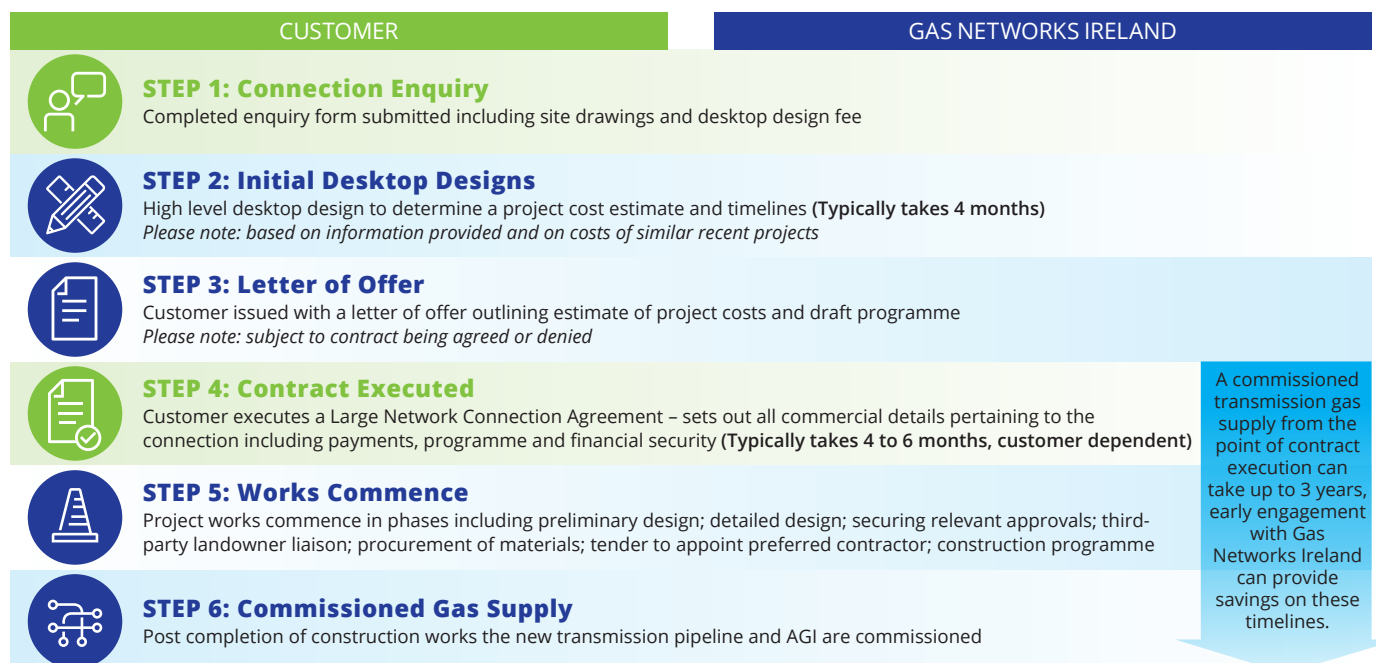 CUSTOMER
GAS NETWORKS IRELAND
STEP 1: Connection Enquiry
Completed enquiry form submitted including site drawings and desktop design fee
STEP 2: Initial Desktop Designs
High level desktop design to determine a project cost estimate and timelines (Typically takes 4 months)
Please note: based on information provided and on costs of similar recent projects
STEP 3: Letter of Offer
Customer issued with a letter of offer outlining estimate of project costs and draft programme
Please note: subject to contract being agreed or denied
STEP 4: Contract Executed
Customer executes a Large Network Connection Agreement – sets out all commercial details pertaining to the
connection including payments, programme and financial security (Typically takes 4 to 6 months, customer dependent)
STEP 5: Works Commence
Project works commence in phases including preliminary design; detailed design; securing relevant approvals; third-
party landowner liaison; procurement of materials; tender to appoint preferred contractor; construction programme
STEP 6: Commissioned Gas Supply
Post completion of construction works the new transmission pipeline and AGI are commissioned
A commissioned
transmission gas
supply from the
point of contract
execution can
take up to 3 years,
early engagement
with Gas
Networks Ireland
can provide
savings on these
timelines.